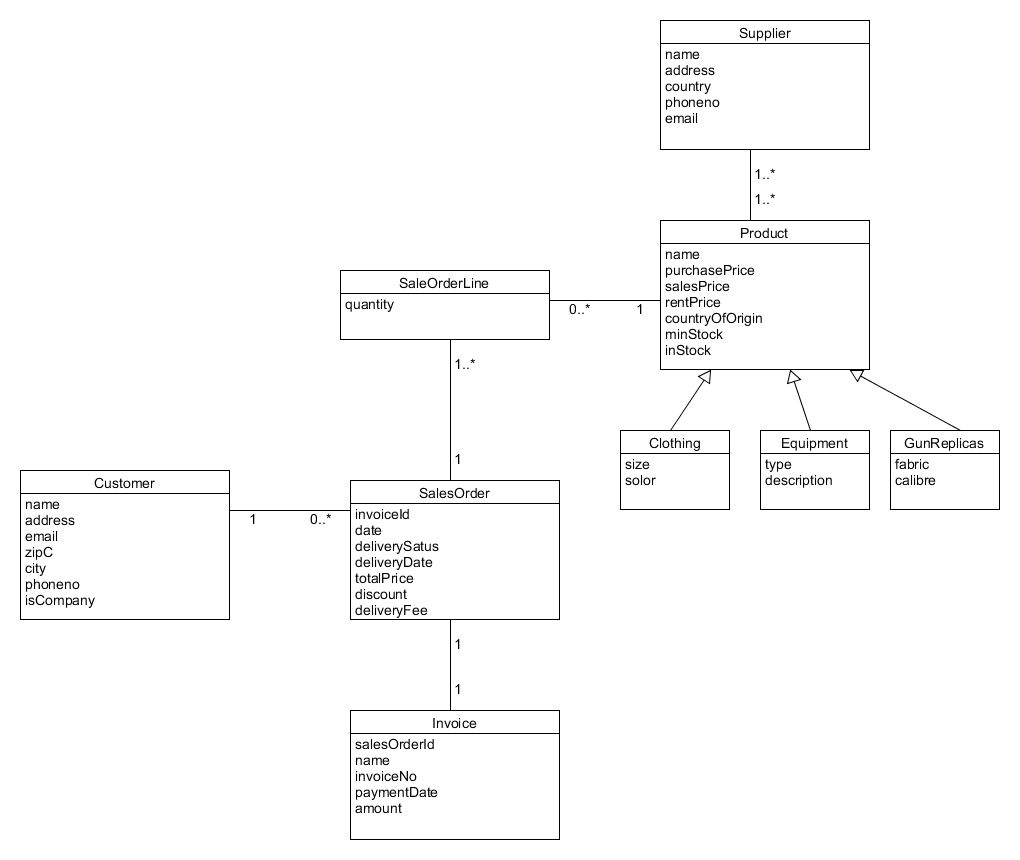 Supplier
name
address
country
phoneno
email
1..*
1..*
Product
name
purchasePrice
salesPrice
rentPrice
countryOfOrigin
minStock
inStock
SaleOrderLine
quantity
0..*
1
1..*
1
Clothing
size
solor
Equipment
type
description
GunReplicas
fabric
calibre
Customer
name
address
email
zipC
city
phoneno
isCompany
1
0..*
SalesOrder
invoiceId
date
deliverySatus
deliveryDate
totalPrice
discount
deliveryFee
1
1
Invoice
salesOrderId
name
invoiceNo
paymentDate
amount